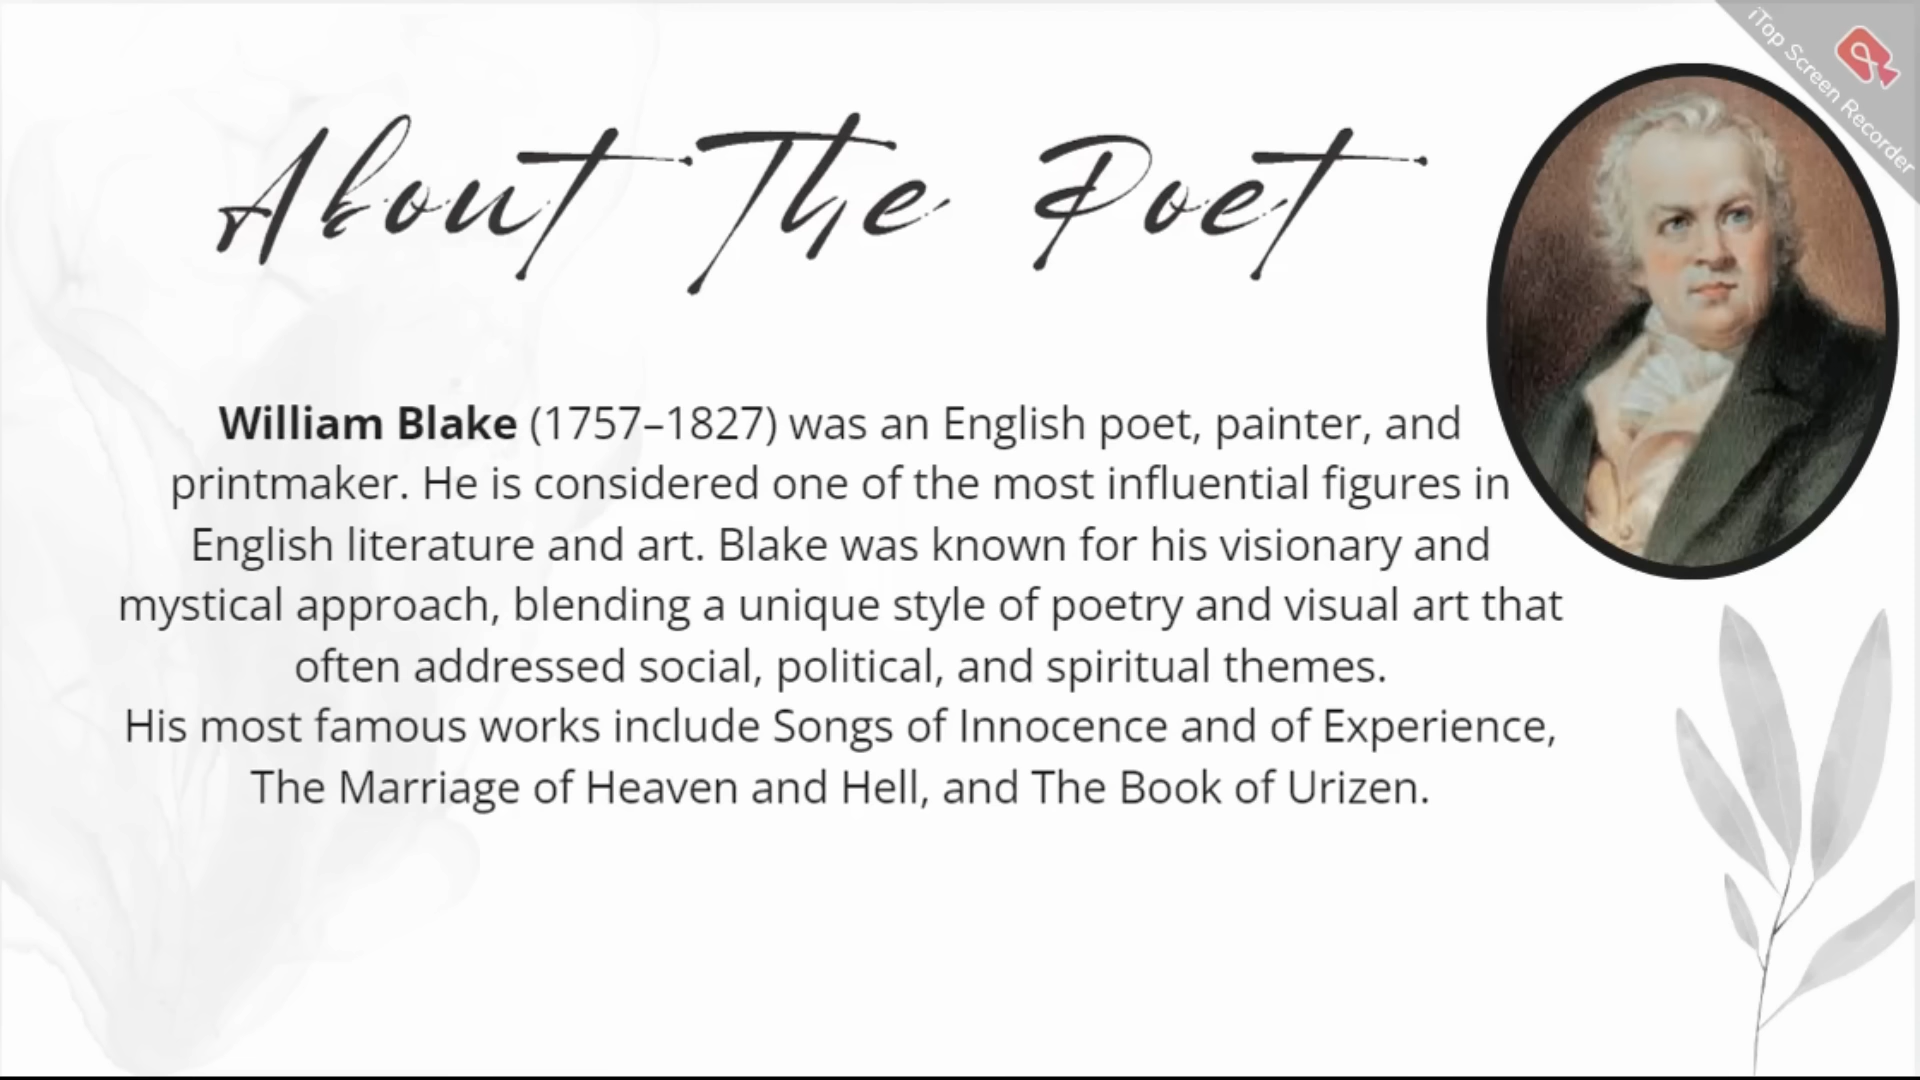 About The Poet
iTop Screen Recorder
William Blake (1757–1827) was an English poet, painter, and
printmaker. He is considered one of the most influential figures in
English literature and art. Blake was known for his visionary and
mystical approach, blending a unique style of poetry and visual art that
often addressed social, political, and spiritual themes.
His most famous works include Songs of Innocence and of Experience,
The Marriage of Heaven and Hell, and The Book of Urizen.